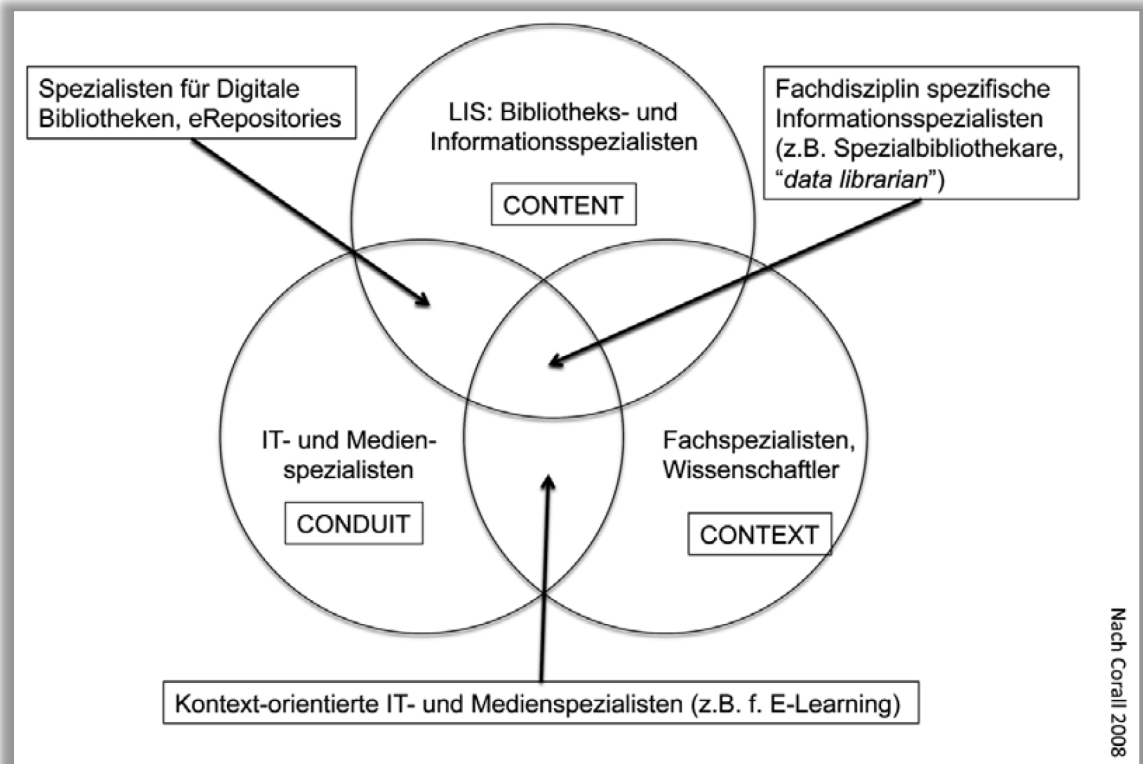 Spezialisten für Digitale
Bibliotheken, eRepositories
LIS: Bibliotheks- und
Informationsspezialisten
CONTENT
Fachdisziplin spezifische
Informationsspezialisten
(z.B. Spezialbibliothekare,
“data librarian”)
IT- und Medien-
spezialisten
CONDUIT
Fachspezialisten,
Wissenschaftler
CONTEXT
Kontext-orientierte IT- und Medienspezialisten (z.B. f. E-Learning)
Nach Corall 2008